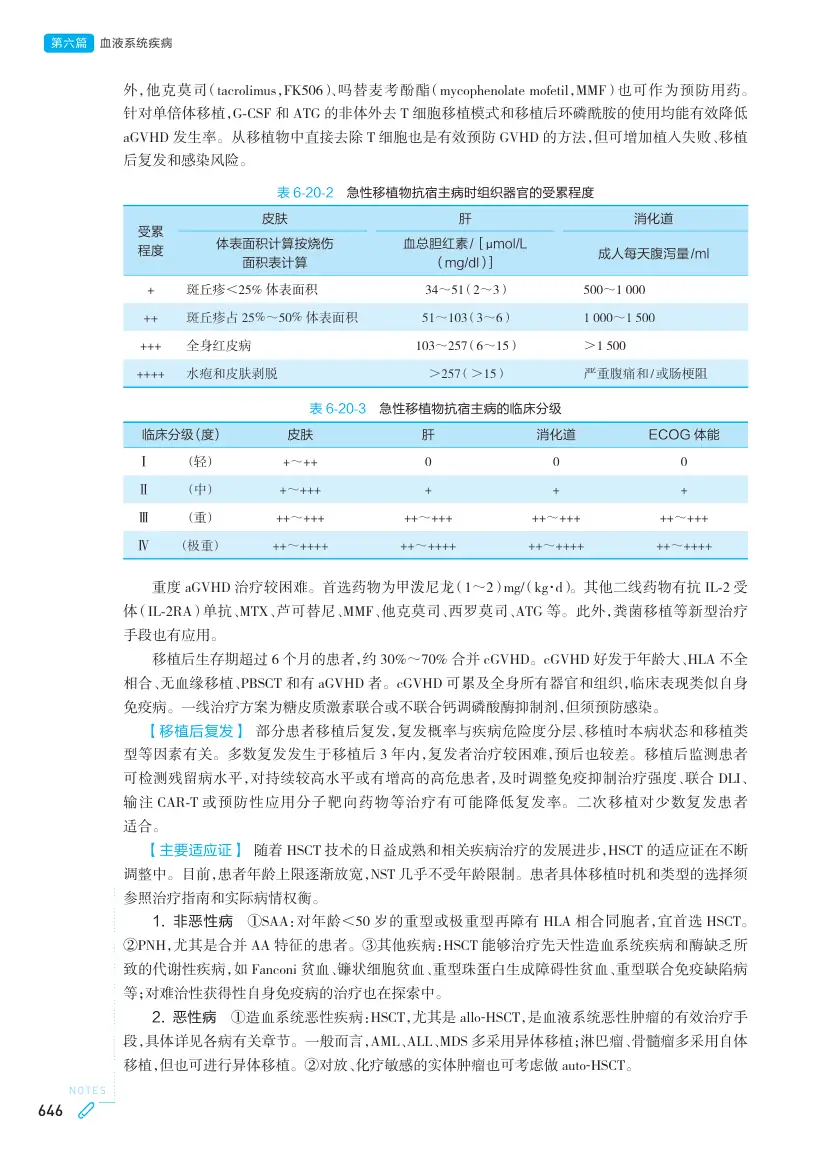 第六篇 血液系统疾病
外,他克莫司(tacrolimus,FK506)、吗替麦考酚酯(mycophenolate mofetil,MMF)也可作为预防用药。
针对单倍体移植,G-CSF 和 ATG 的非体外去 T 细胞移植模式和移植后环磷酰胺的使用均能有效降低
aGVHD 发生率。从移植物中直接去除 T 细胞也是有效预防 GVHD 的方法,但可增加植入失败、移植
后复发和感染风险。
表 6-20-2 急性移植物抗宿主病时组织器官的受累程度
受累程度 皮肤 肝 消化道
体表面积计算按烧伤面积表计算 血总胆红素/[μmol/L(mg/dl)] 成人每天腹泻量/ml
+ 斑丘疹<25% 体表面积 34~51(2~3) 500~1 000
++ 斑丘疹占 25%~50% 体表面积 51~103(3~6) 1 000~1 500
+++ 全身红皮病 103~257(6~15) >1 500
++++ 水疱和皮肤剥脱 >257(>15) 严重腹痛和/或肠梗阻
表 6-20-3 急性移植物抗宿主病的临床分级
临床分级(度) 皮肤 肝 消化道 ECOG 体能
Ⅰ (轻) +~++ 0 0 0
Ⅱ (中) +~+++ + + +
Ⅲ (重) ++~+++ ++~+++ ++~+++ ++~+++
Ⅳ (极重) ++~++++ ++~++++ ++~++++ ++~++++
重度 aGVHD 治疗较困难。首选药物为甲泼尼龙(1~2)mg/(kg·d)。其他二线药物有抗 IL-2 受
体(IL-2RA)单抗、MTX、芦可替尼、MMF、他克莫司、西罗莫司、ATG 等。此外,粪菌移植等新型治疗
手段也有应用。
移植后生存期超过 6 个月的患者,约 30%~70% 合并 cGVHD。cGVHD 好发于年龄大、HLA 不全
相合、无血缘移植、PBSCT 和有 aGVHD 者。cGVHD 可累及全身所有器官和组织,临床表现类似自身
免疫病。一线治疗方案为糖皮质激素联合或不联合钙调磷酸酶抑制剂,但须预防感染。
【移植后复发】 部分患者移植后复发,复发概率与疾病危险度分层、移植时本病状态和移植类
型等因素有关。多数复发发生于移植后 3 年内,复发者治疗较困难,预后也较差。移植后监测患者
可检测残留病水平,对持续较高水平或有增高的高危患者,及时调整免疫抑制治疗强度、联合 DLI、
输注 CAR-T 或预防性应用分子靶向药物等治疗有可能降低复发率。二次移植对少数复发患者
适合。
【主要适应证】 随着 HSCT 技术的日益成熟和相关疾病治疗的发展进步,HSCT 的适应证在不断
调整中。目前,患者年龄上限逐渐放宽,NST 几乎不受年龄限制。患者具体移植时机和类型的选择须
参照治疗指南和实际病情权衡。
1. 非恶性病 ①SAA:对年龄<50 岁的重型或极重型再障有 HLA 相合同胞者,宜首选 HSCT。
②PNH,尤其是合并 AA 特征的患者。③其他疾病:HSCT 能够治疗先天性造血系统疾病和酶缺乏所
致的代谢性疾病,如 Fanconi 贫血、镰状细胞贫血、重型珠蛋白生成障碍性贫血、重型联合免疫缺陷病
等;对难治性获得性自身免疫病的治疗也在探索中。
2. 恶性病 ①造血系统恶性疾病:HSCT,尤其是 allo-HSCT,是血液系统恶性肿瘤的有效治疗手
段,具体详见各病有关章节。一般而言,AML、ALL、MDS 多采用异体移植;淋巴瘤、骨髓瘤多采用自体
移植,但也可进行异体移植。②对放、化疗敏感的实体肿瘤也可考虑做 auto-HSCT。
NOTES
646